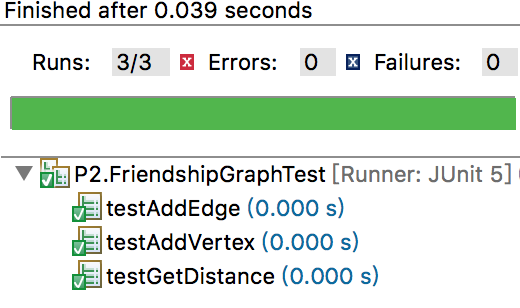 Finished after 0.039 seconds
Runs: 3/3 Errors: 0 Failures: 0
P2.FriendshipGraphTest [Runner: JUnit 5]
testAddEdge (0.000 s)
testAddVertex (0.000 s)
testGetDistance (0.000 s)